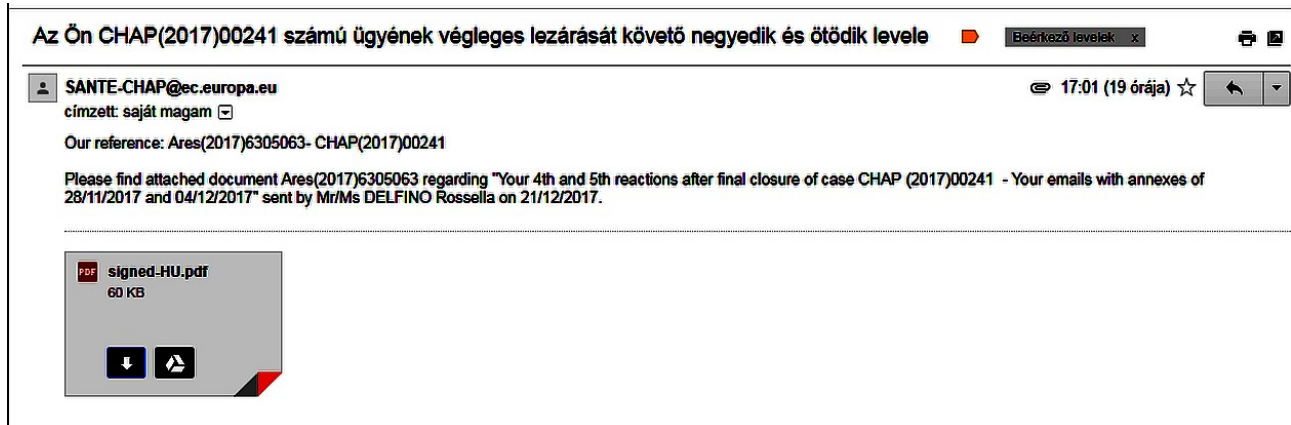 Az Ön CHAP(2017)00241 számú ügyének végleges lezárását követő negyedik és ötödik levele
Beérkező levelek x
SANTE-CHAP@ec.europa.eu
17:01 (19 órája)
címzett: saját magam
Our reference: Ares(2017)6305063- CHAP(2017)00241
Please find attached document Ares(2017)6305063 regarding "Your 4th and 5th reactions after final closure of case CHAP (2017)00241 - Your emails with annexes of
28/11/2017 and 04/12/2017" sent by Mr/Ms DELFINO Rossella on 21/12/2017.
PDF signed-HU.pdf
60 KB